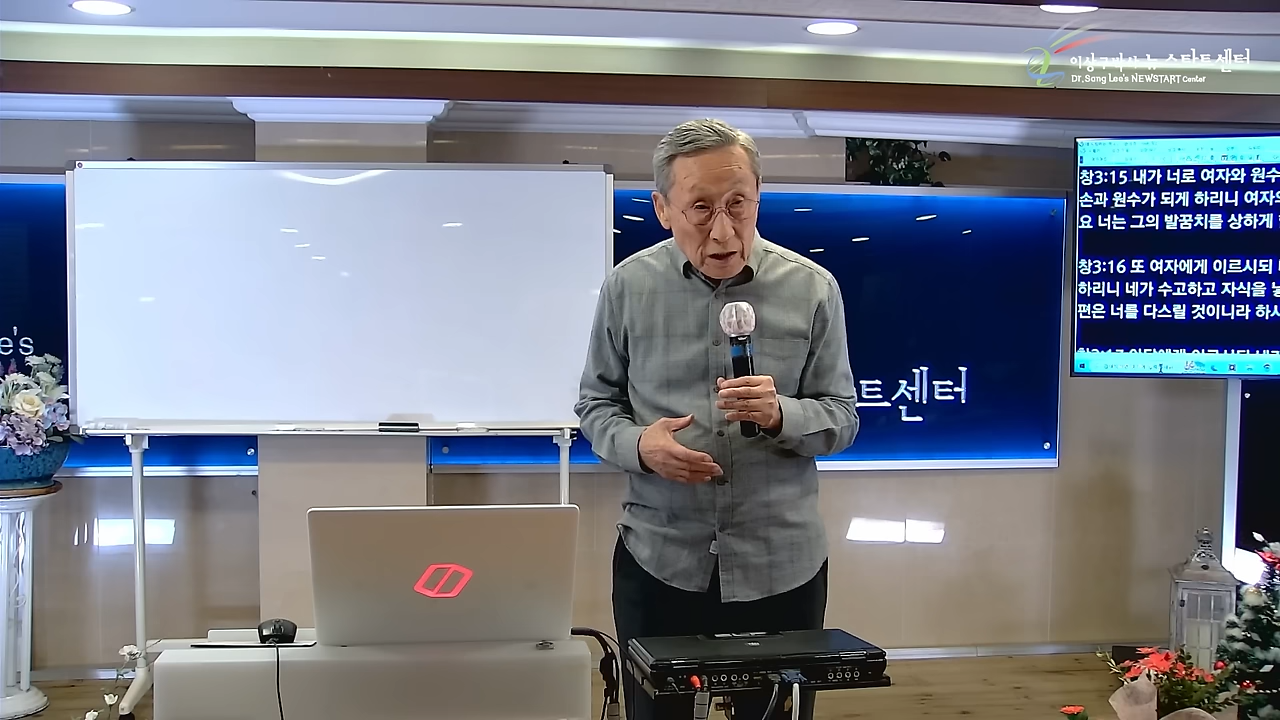 이상구박사 뉴스타트센터
Dr. Sang Lee's NEWSTART Center
창3:15 내가 너로 여자와 원수
손과 원수가 되게 하리니 여자의
요 너는 그의 발꿈치를 상하게
창3:16 또 여자에게 이르시되
하리니 네가 수고하고 자식을
편은 너를 다스릴 것이니라 하시
e's
트센터